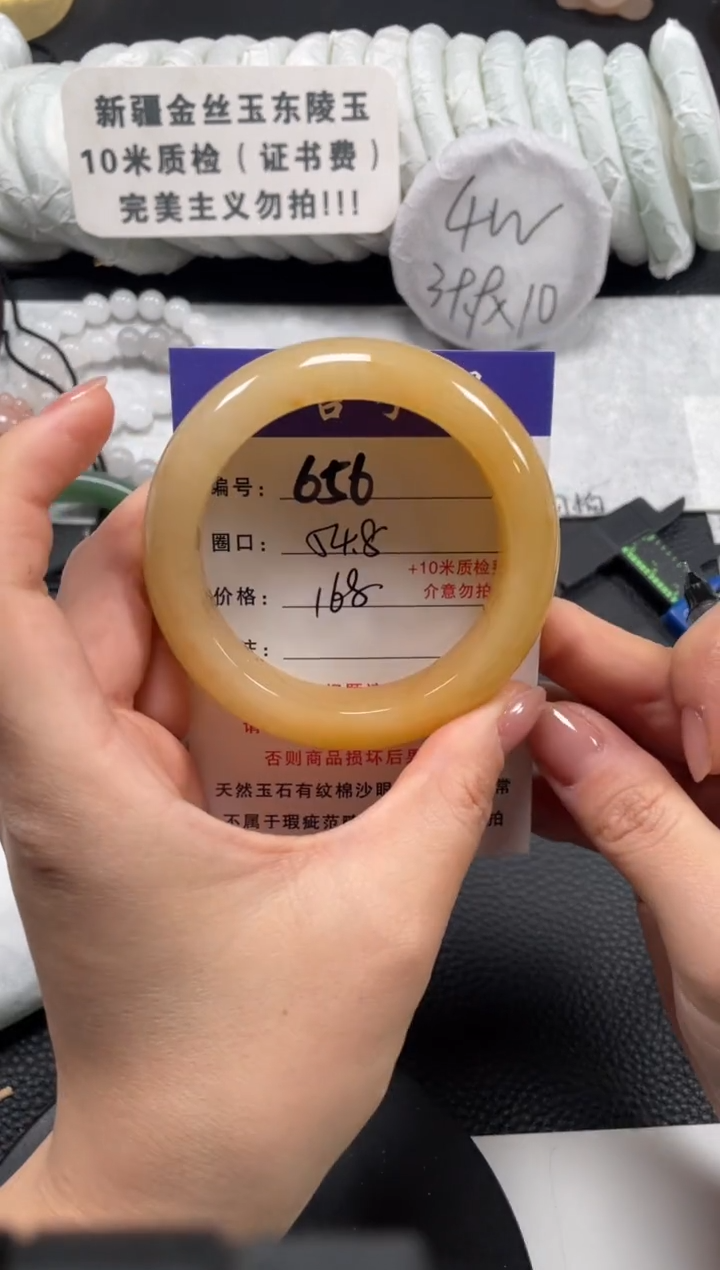 新疆金丝玉东陵玉
10米质检（证书费）
完美主义勿拍!!!
4W
编号： 656
圈口： 54.8
+10米质检
价格： 168
介意勿拍
否则商品损坏后
天然玉石有纹棉沙眼
常
不属于瑕疵范
拍